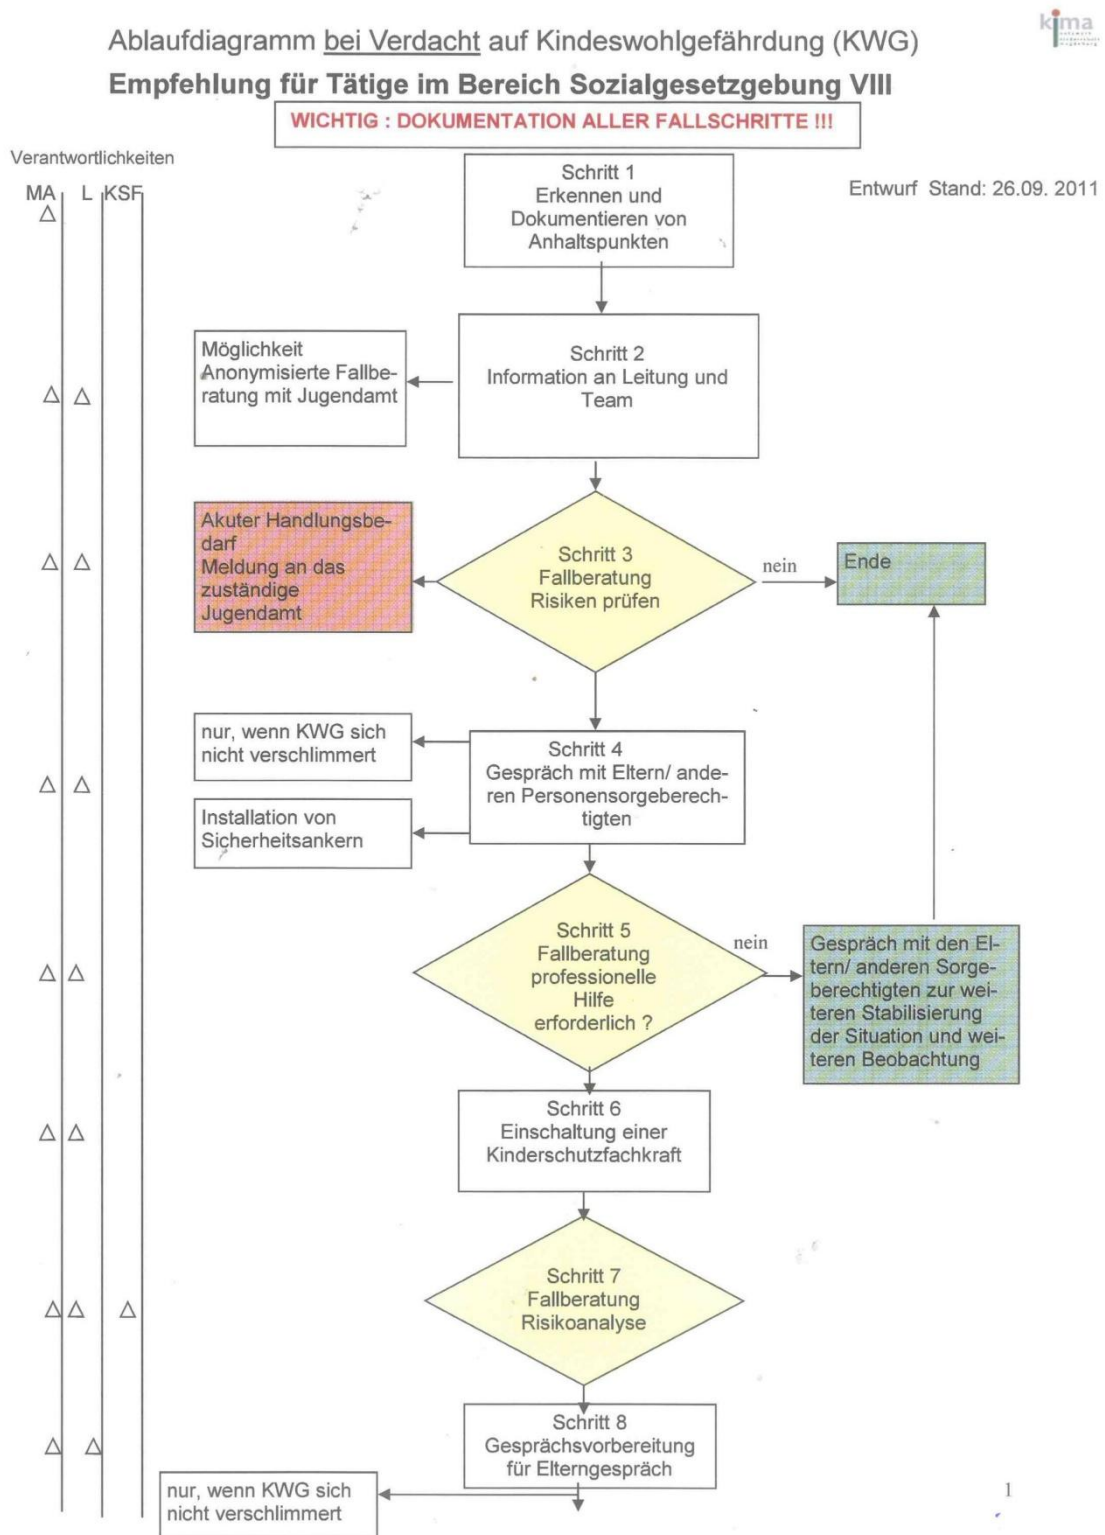 kima
Ablaufdiagramm bei Verdacht auf Kindeswohlgefährdung (KWG)
Empfehlung für Tätige im Bereich Sozialgesetzgebung VIII
WICHTIG : DOKUMENTATION ALLER FALLSCHRITTE !!!
Verantwortlichkeiten
MA L KSF
Entwurf Stand: 26.09. 2011
Schritt 1
Erkennen und
Dokumentieren von
Anhaltspunkten
Möglichkeit
Anonymisierte Fallbe-
ratung mit Jugendamt
Schritt 2
Information an Leitung und
Team
Akuter Handlungsbe-
darf
Meldung an das
zuständige
Jugendamt
Schritt 3
Fallberatung
Risiken prüfen
nein
Ende
nur, wenn KWG sich
nicht verschlimmert
Schritt 4
Gespräch mit Eltern/ ande-
ren Personensorgeberech-
tigten
Installation von
Sicherheitsankern
Schritt 5
Fallberatung
professionelle
Hilfe
erforderlich ?
nein
Gespräch mit den El-
tern/ anderen Sorge-
berechtigten zur wei-
teren Stabilisierung
der Situation und wei-
teren Beobachtung
Schritt 6
Einschaltung einer
Kinderschutzfachkraft
Schritt 7
Fallberatung
Risikoanalyse
Schritt 8
Gesprächsvorbereitung
für Elterngespräch
nur, wenn KWG sich
nicht verschlimmert
1